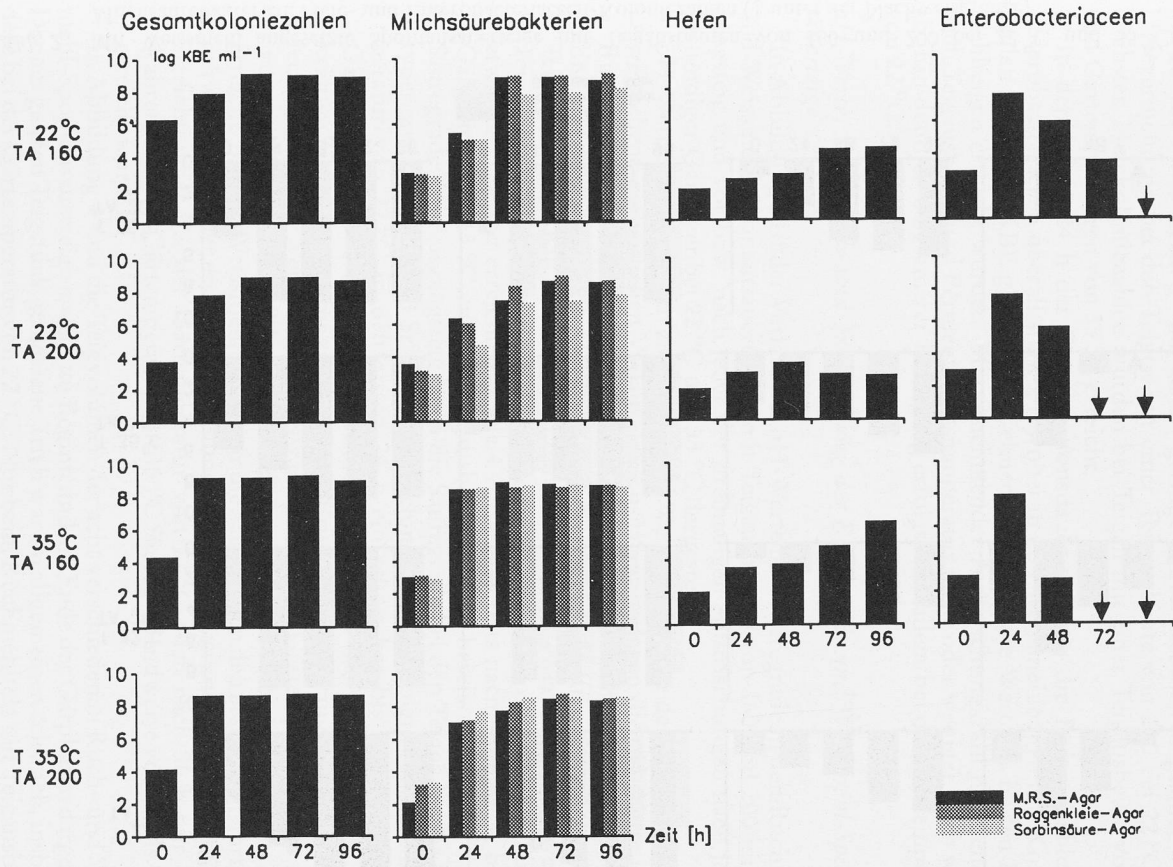 Gesamtkoloniezahlen Milchsäurebakterien Hefen Enterobacteriaceen
log KBE ml⁻¹
T 22°C
TA 160
10
8
6
4
2
0
T 22°C
TA 200
10
8
6
4
2
0
T 35°C
TA 160
10
8
6
4
2
0
0 24 48 72 96
0 24 48 72
T 35°C
TA 200
10
8
6
4
2
0
0 24 48 72 96
0 24 48 72 96
Zeit [h]
M.R.S.-Agar
Roggenkleie-Agar
Sorbinsäure-Agar